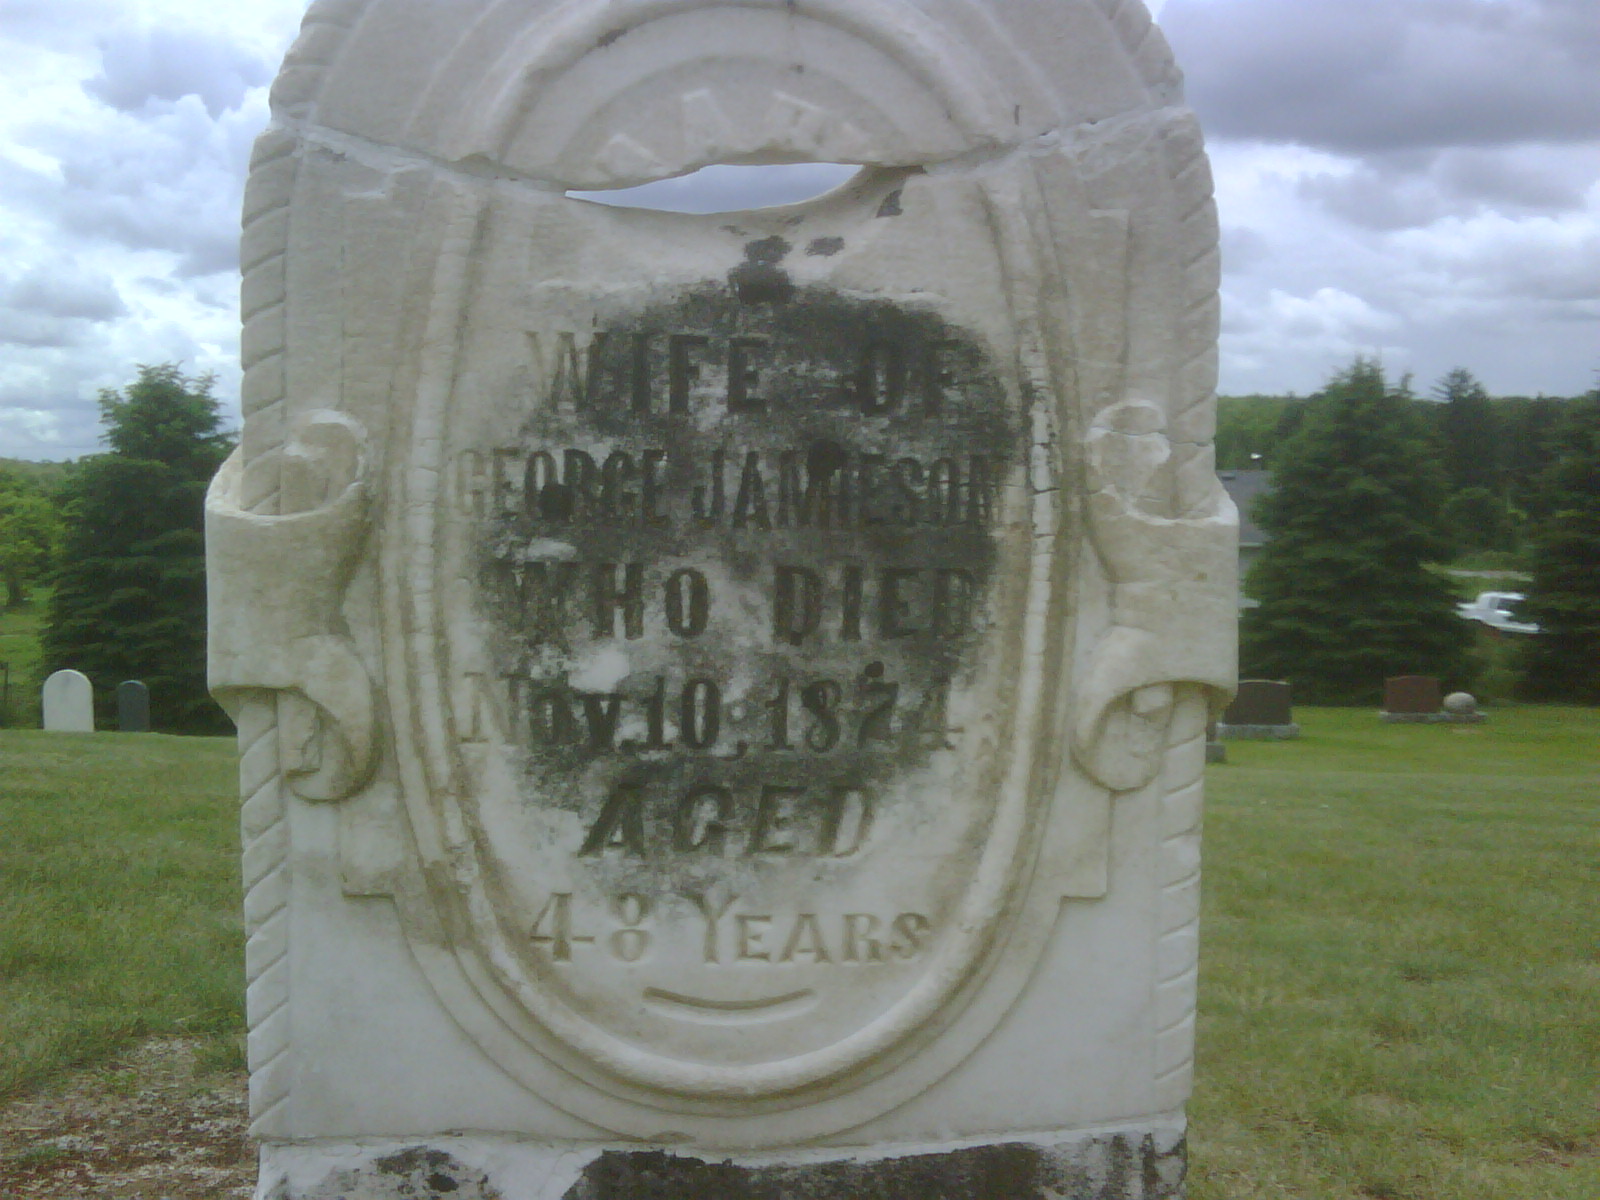 WIFE OF
GEORGE JAMIESON
WHO DIED
Nov. 10, 1874
AGED
48 YEARS